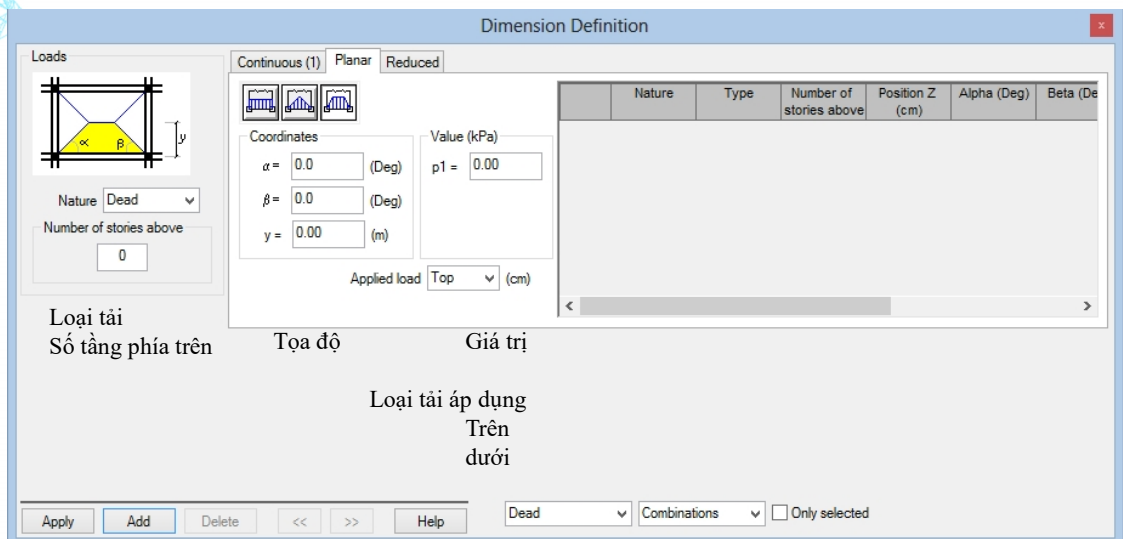 Dimension Definition
x
Loads
α
β
y
Nature Dead
Number of stories above
0
Continuous (1) Planar Reduced
Coordinates
α = 0.0 (Deg)
β = 0.0 (Deg)
y = 0.00 (m)
Value (kPa)
p1 = 0.00
Applied load Top (cm)
Nature Type Number of stories above Position Z (cm) Alpha (Deg) Beta (De
Loại tải
Số tầng phía trên
Tọa độ
Giá trị
Loại tải áp dụng
Trên
dưới
Apply Add Delete << >> Help
Dead Combinations Only selected